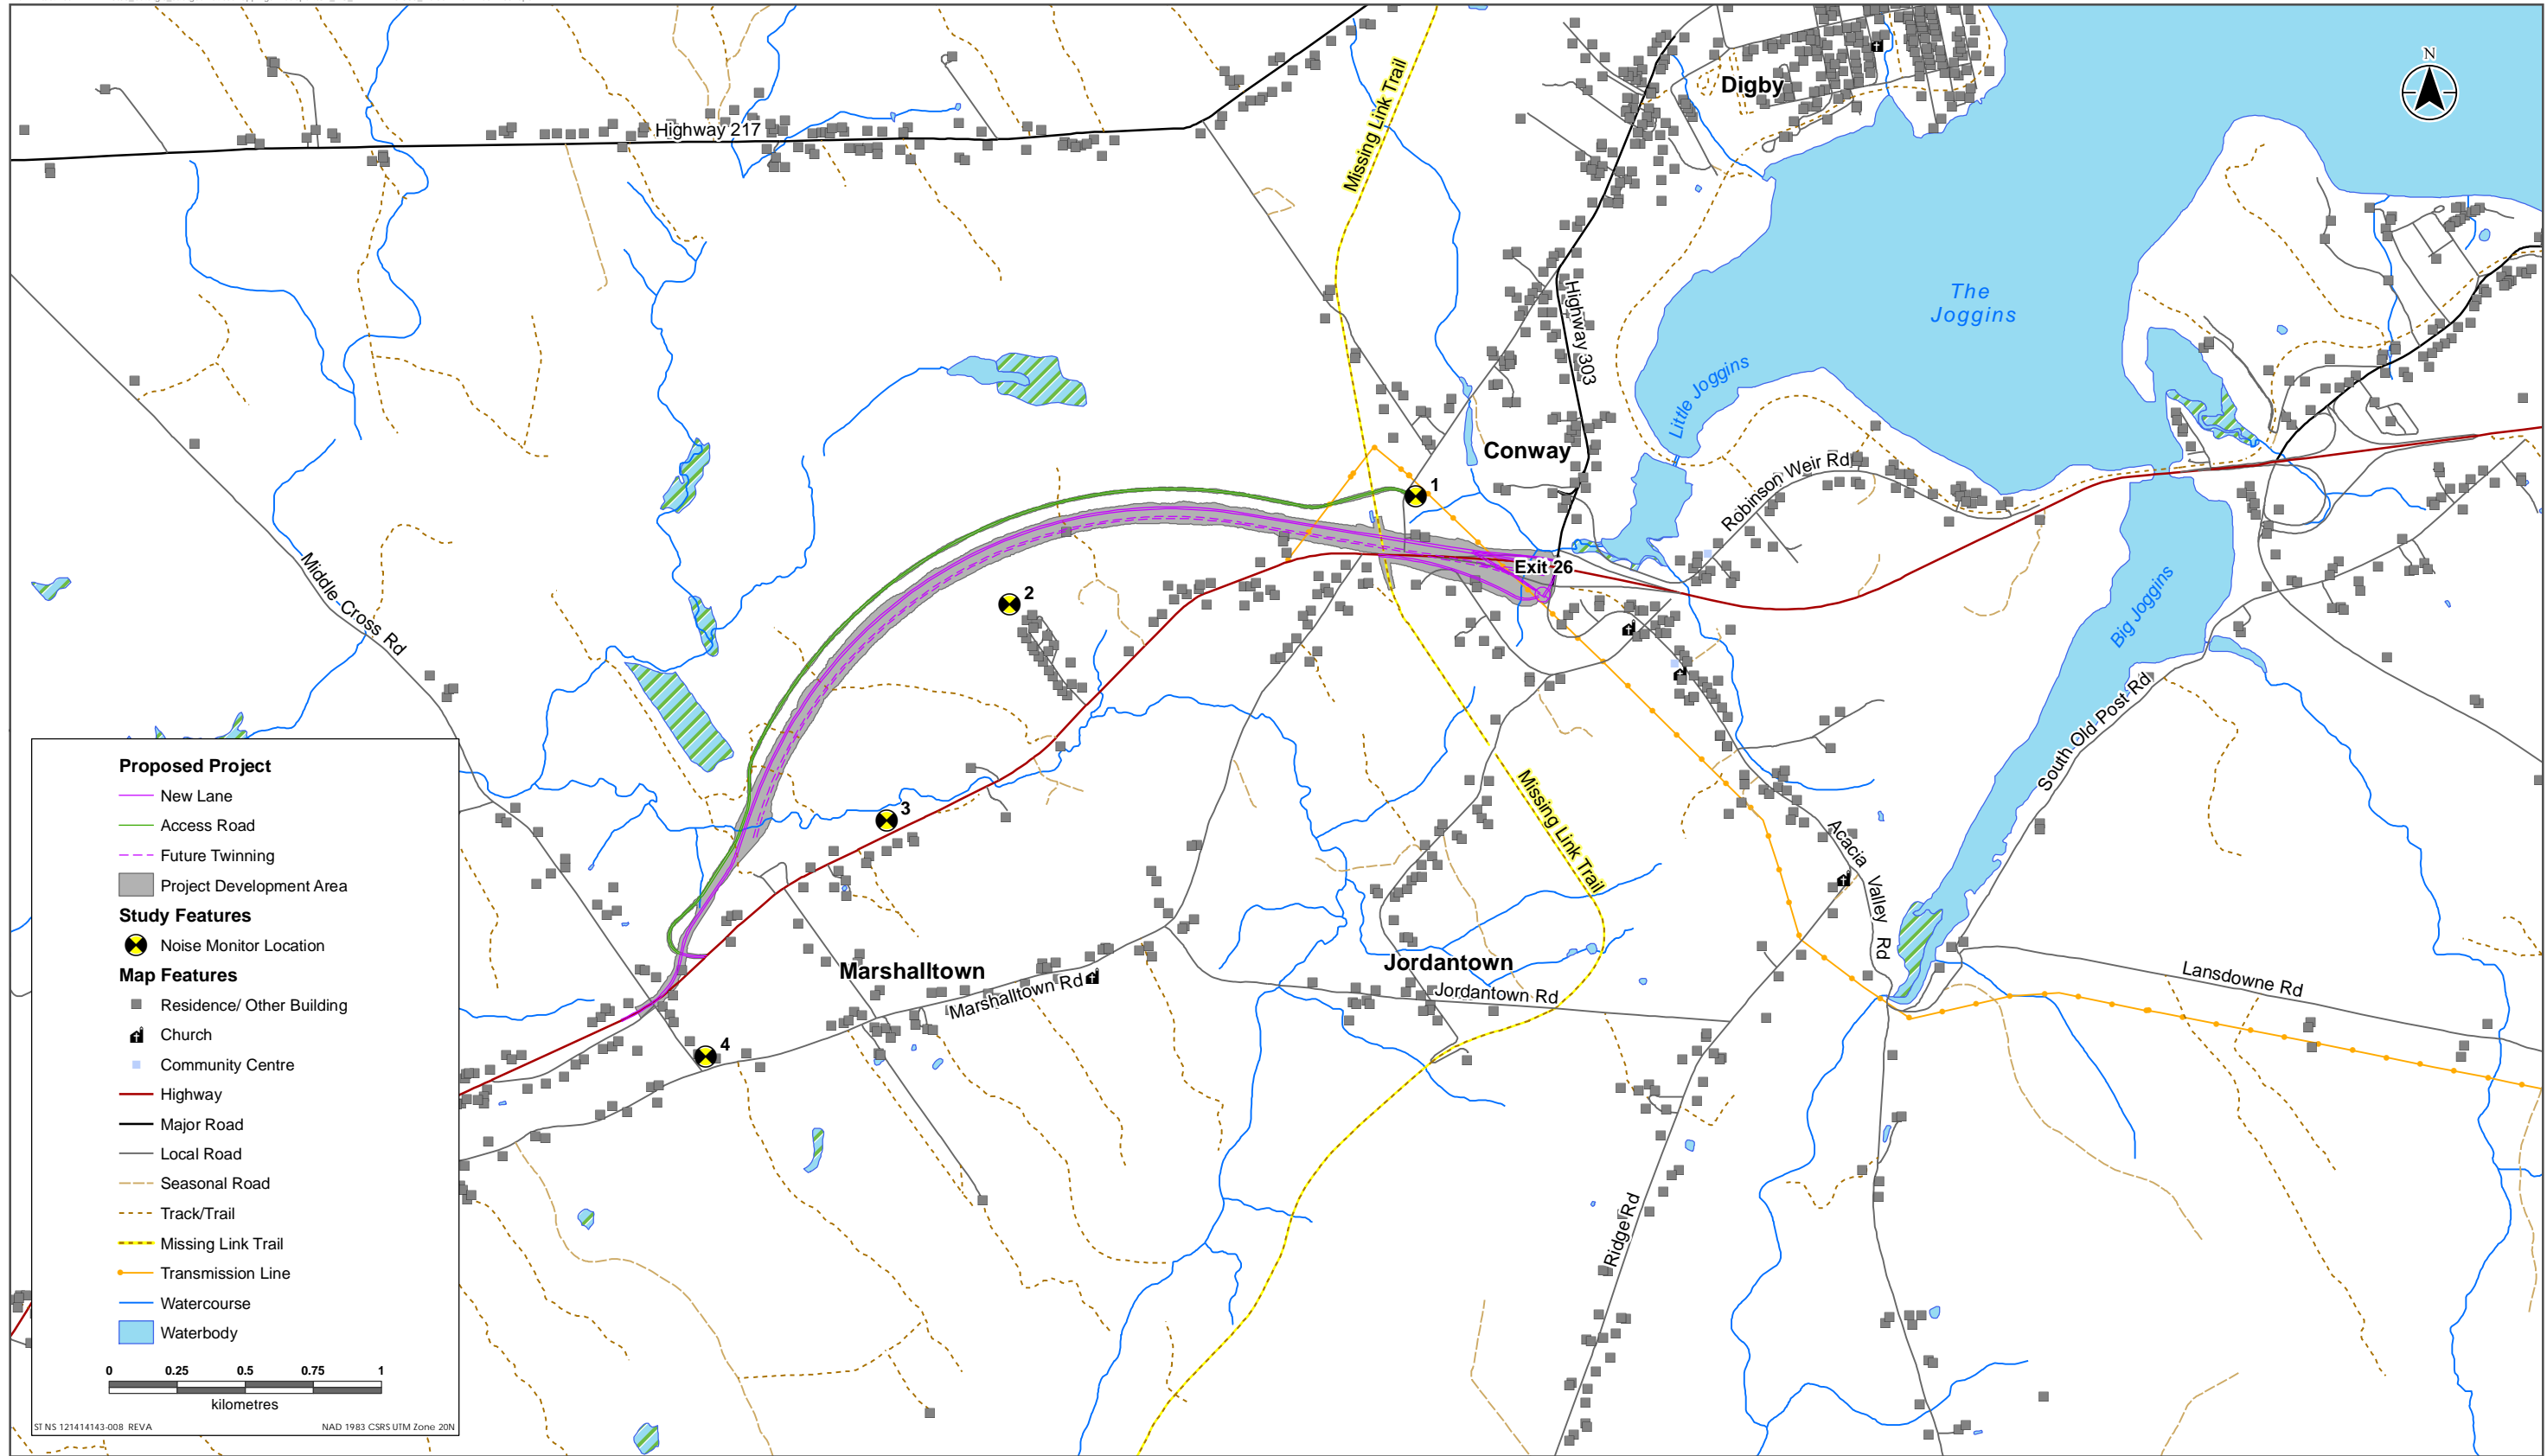 N
Digby
Highway 217
Missing Link Trail
Highway 303
The
Joggins
Little Joggins
Conway
Robinson Weir Rd
1
Exit 26
2
Middle Cross Rd
Big Joggins
South Old Post Rd
3
Missing Link Trail
Acacia Valley Rd
Marshalltown
Marshalltown Rd
Jordantown
Jordantown Rd
Lansdowne Rd
4
Ridge Rd
Proposed Project
New Lane
Access Road
Future Twinning
Project Development Area
Study Features
Noise Monitor Location
Map Features
Residence/ Other Building
Church
Community Centre
Highway
Major Road
Local Road
Seasonal Road
Track/Trail
Missing Link Trail
Transmission Line
Watercourse
Waterbody
0 0.25 0.5 0.75 1
kilometres
ST NS 121414143-008 REVA NAD 1983 CSRS UTM Zone 20N